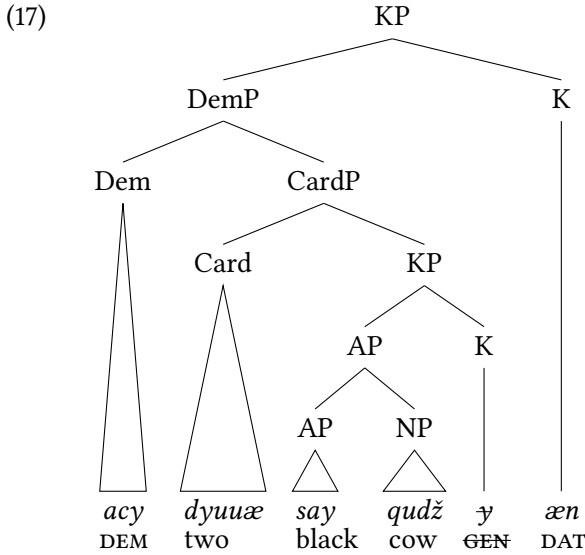 (17)
KP
DemP K
Dem CardP
Card KP
AP K
AP NP
acy dyuuæ say qudž y æn
DEM two black cow GEN DAT